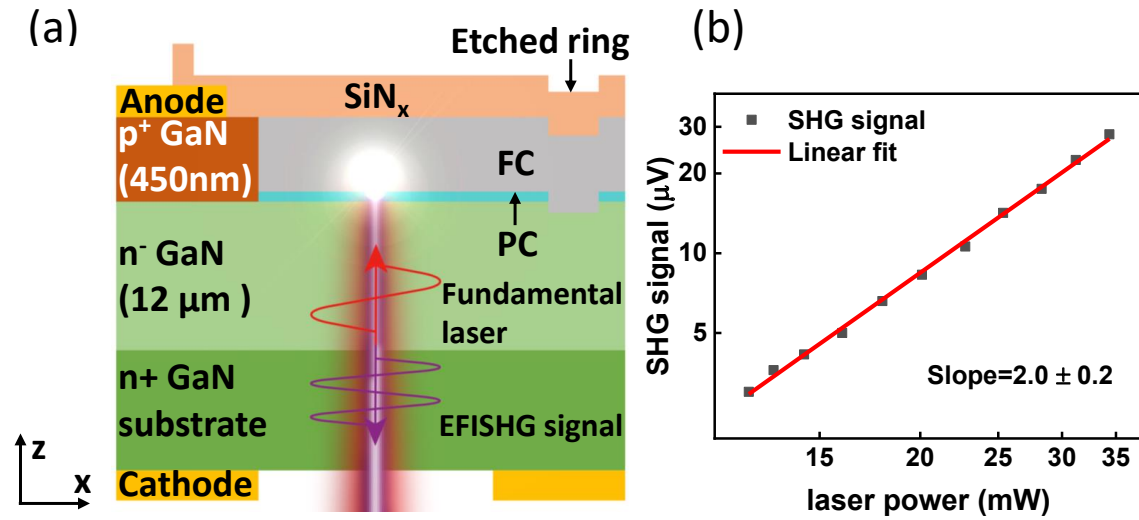 (a)
Etched ring
Anode
SiNₓ
p⁺ GaN
(450nm)
FC
PC
n⁻ GaN
(12 µm )
Fundamental
laser
n+ GaN
substrate
EFISHG signal
Cathode
z
x
(b)
SHG signal
Linear fit
30
20
10
5
SHG signal (µV)
Slope=2.0 ± 0.2
15
20
25
30
35
laser power (mW)